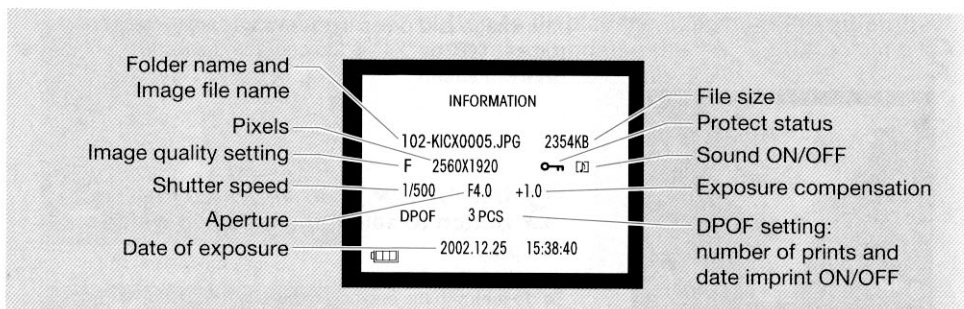 Folder name and
Image file name
Pixels
Image quality setting
Shutter speed
Aperture
Date of exposure
INFORMATION
102-KICX0005.JPG 2354KB
F 2560X1920
1/500 F4.0 +1.0
DPOF 3 PCS
2002.12.25 15:38:40
File size
Protect status
Sound ON/OFF
Exposure compensation
DPOF setting:
number of prints and
date imprint ON/OFF